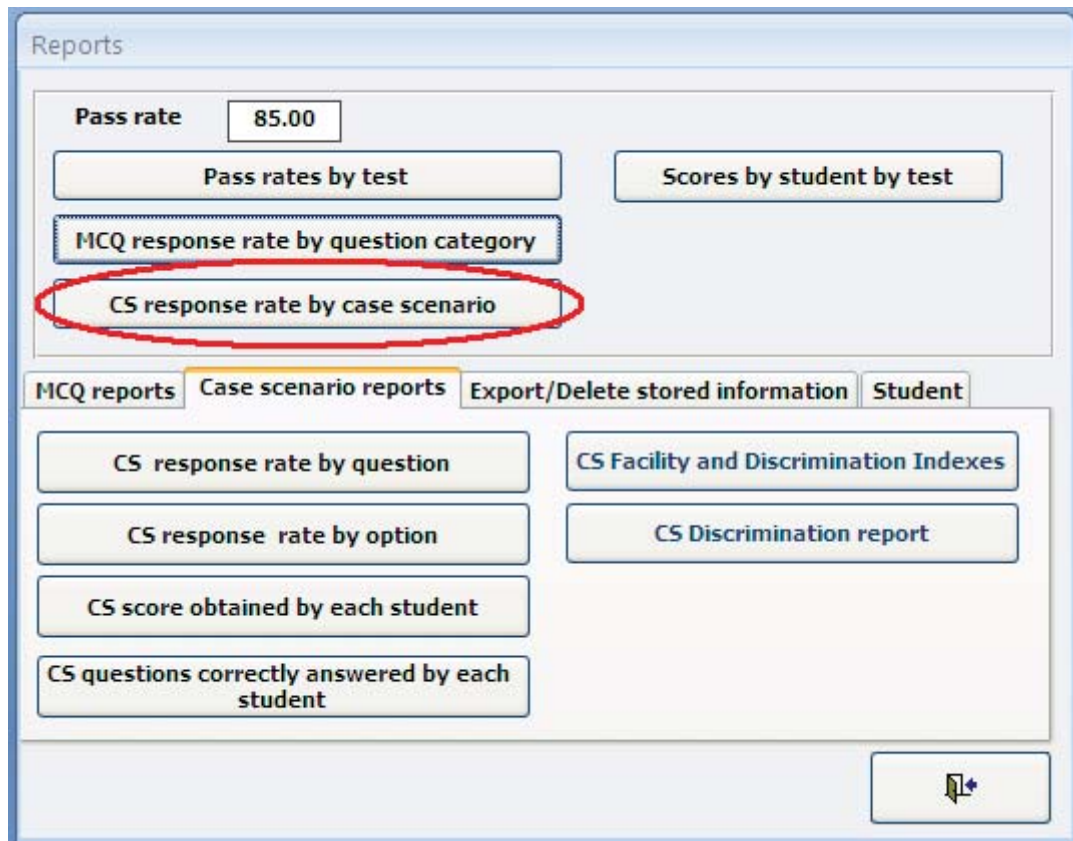 Reports
Pass rate 85.00
Pass rates by test
Scores by student by test
MCQ response rate by question category
CS response rate by case scenario
MCQ reports
Case scenario reports
Export/Delete stored information
Student
CS response rate by question
CS Facility and Discrimination Indexes
CS response rate by option
CS Discrimination report
CS score obtained by each student
CS questions correctly answered by each
student